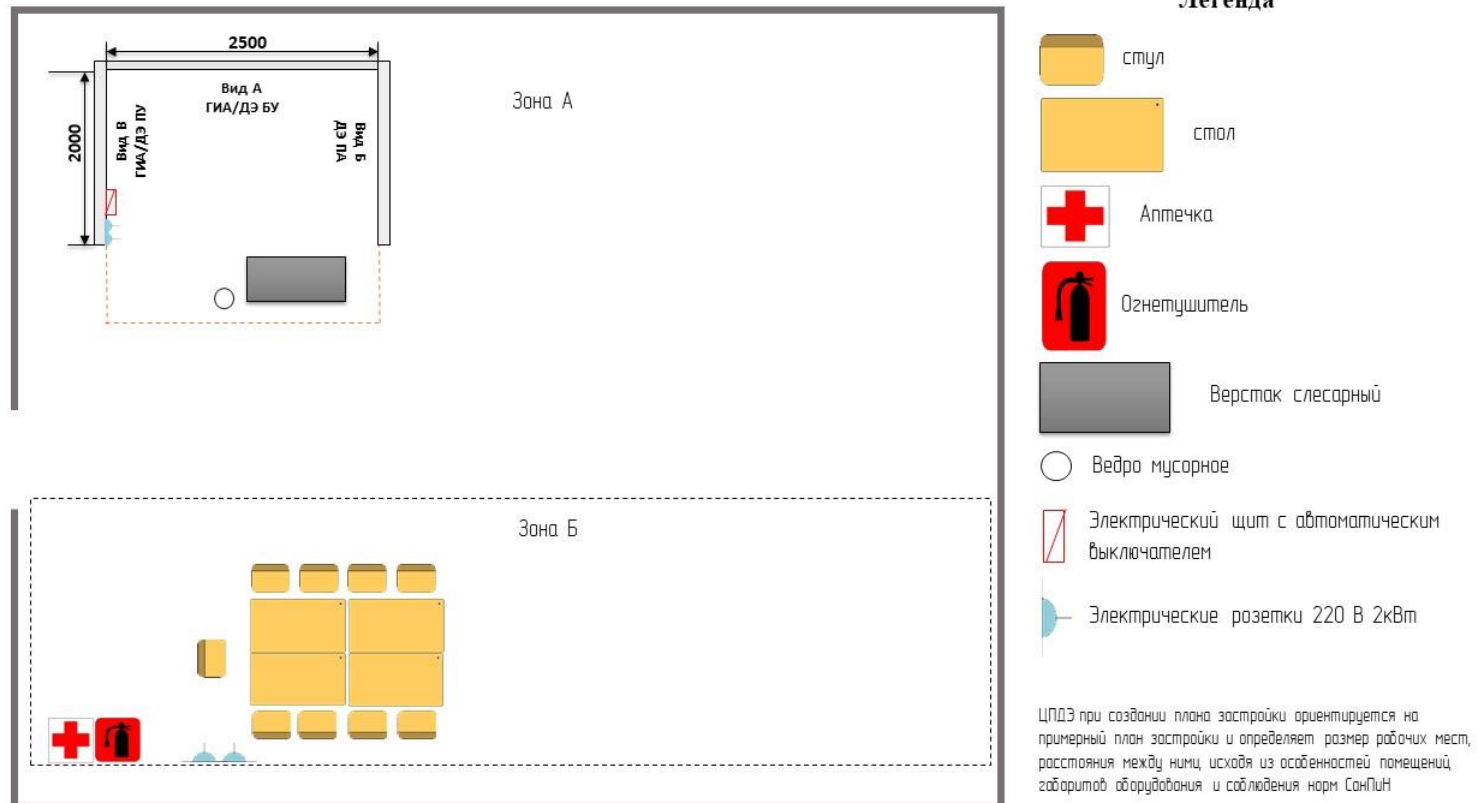 Легенда
2500
2000
Вид А
ГИА/ДЭ БУ
Вид В
ГИА/ДЭ ПУ
Вид Б
ДЭ ПА
Зона А
Зона Б
стул
стол
Аптечка
Огнетушитель
Верстак слесарный
Ведро мусорное
Электрический щит с автоматическим
выключателем
Электрические розетки 220 В 2кВт
ЦПДЭ при создании плана застройки ориентируется на
примерный план застройки и определяет размер рабочих мест,
расстояния между ними, исходя из особенностей помещений,
габаритов оборудования и соблюдения норм СанПиН